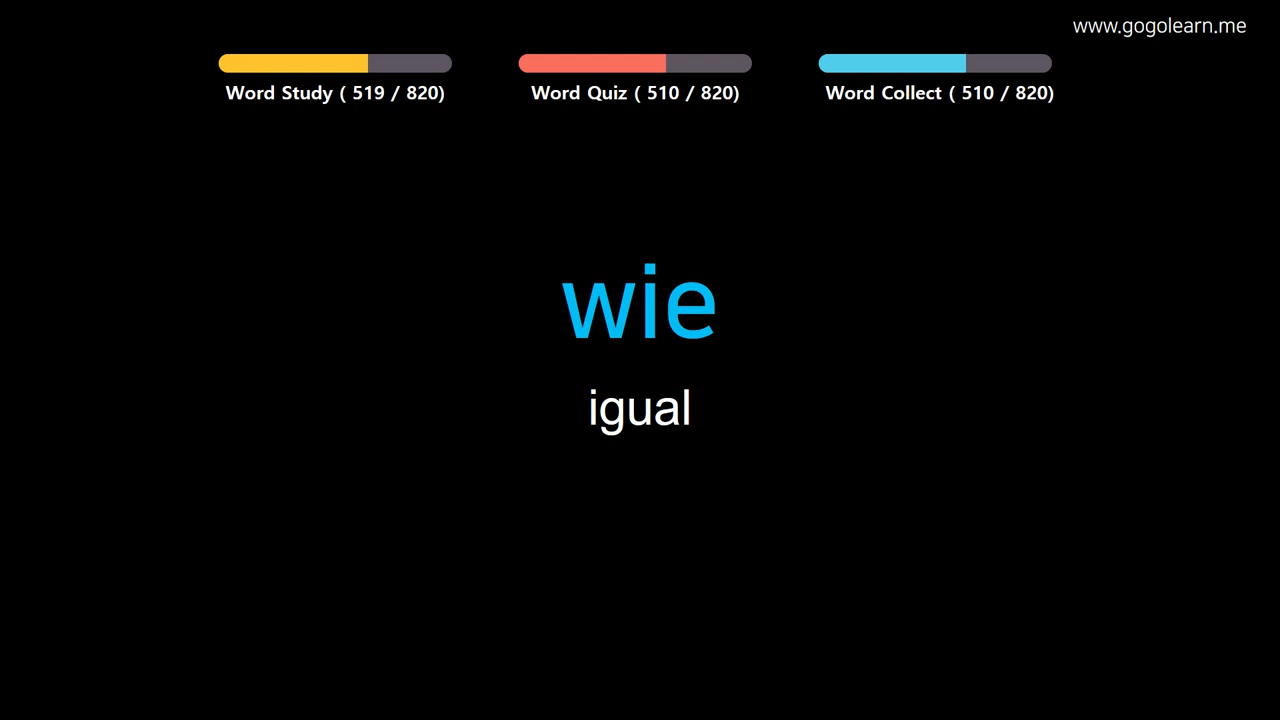 www.gogolearn.me
Word Study ( 519 / 820)
Word Quiz ( 510 / 820)
Word Collect ( 510 / 820)
wie
igual